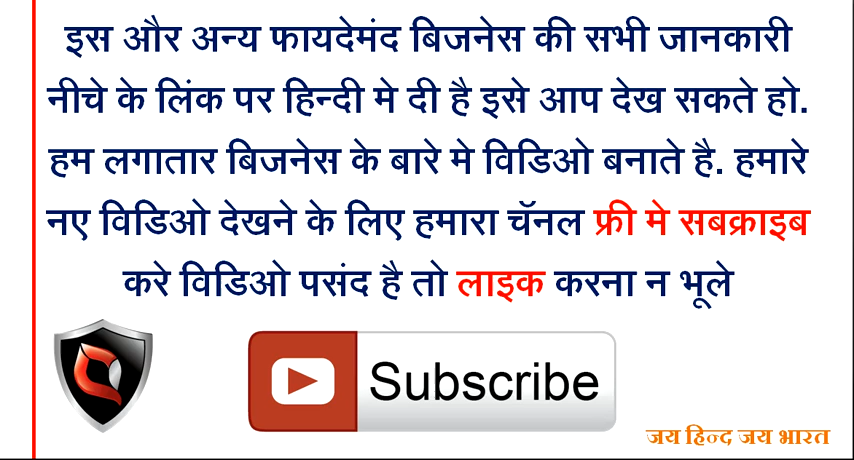 इस और अन्य फायदेमंद बिजनेस की सभी जानकारी
नीचे के लिंक पर हिन्दी मे दी है इसे आप देख सकते हो.
हम लगातार बिजनेस के बारे मे विडिओ बनाते है. हमारे
नए विडिओ देखने के लिए हमारा चॅनल फ्री मे सबक्राइब
करे विडिओ पसंद है तो लाइक करना न भूले
Subscribe
जय हिन्द जय भारत